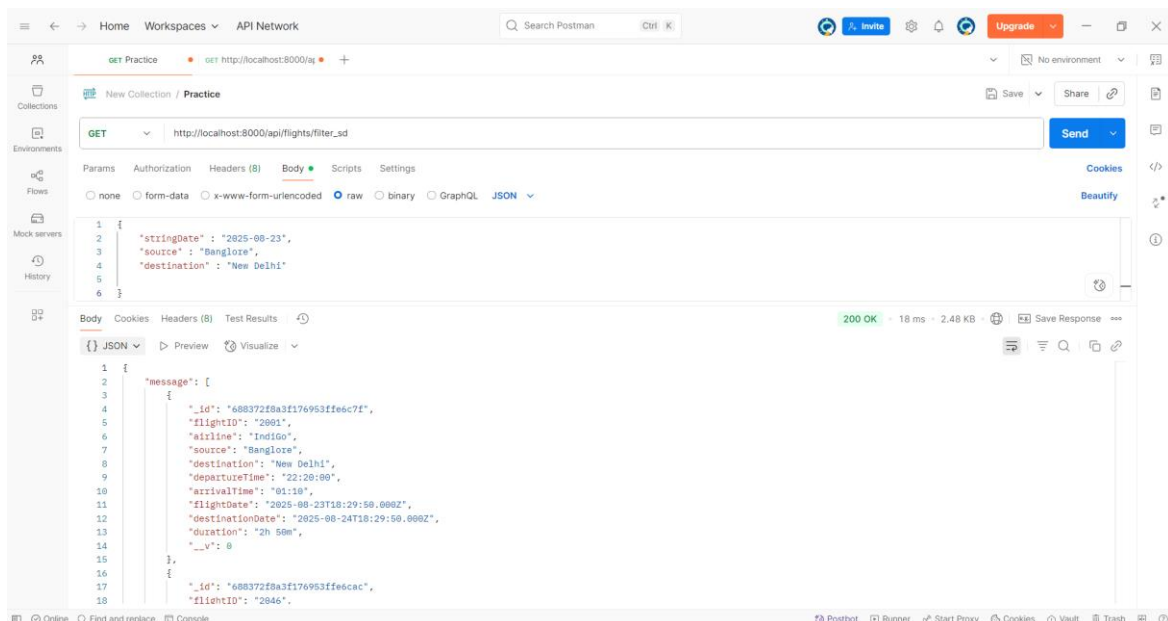 Home Workspaces API Network Search Postman Ctrl K Invite Upgrade
GET Practice GET http://localhost:8000/ap No environment
Collections
New Collection / Practice Save Share
Environments
GET http://localhost:8000/api/flights/filter_sd Send
Flows
Params Authorization Headers (8) Body Scripts Settings Cookies
none form-data x-www-form-urlencoded raw binary GraphQL JSON Beautify
Mock servers
History
1 {
2 "stringDate" : "2025-08-23",
3 "source" : "Banglore",
4 "destination" : "New Delhi"
5
6 }
Body Cookies Headers (8) Test Results 200 OK 18 ms 2.48 KB Save Response
{} JSON Preview Visualize
1 {
2 "message": [
3 {
4 "_id": "688372f8a3f176953ffe6c7f",
5 "flightID": "2001",
6 "airline": "IndiGo",
7 "source": "Banglore",
8 "destination": "New Delhi",
9 "departureTime": "22:20:00",
10 "arrivalTime": "01:10",
11 "flightDate": "2025-08-23T18:29:50.000Z",
12 "destinationDate": "2025-08-24T18:29:50.000Z",
13 "duration": "2h 50m",
14 "__v": 0
15 },
16 {
17 "_id": "688372f8a3f176953ffe6cac",
18 "flightID": "2046",
Online Find and replace Console Postbot Runner Start Proxy Cookies Vault Trash